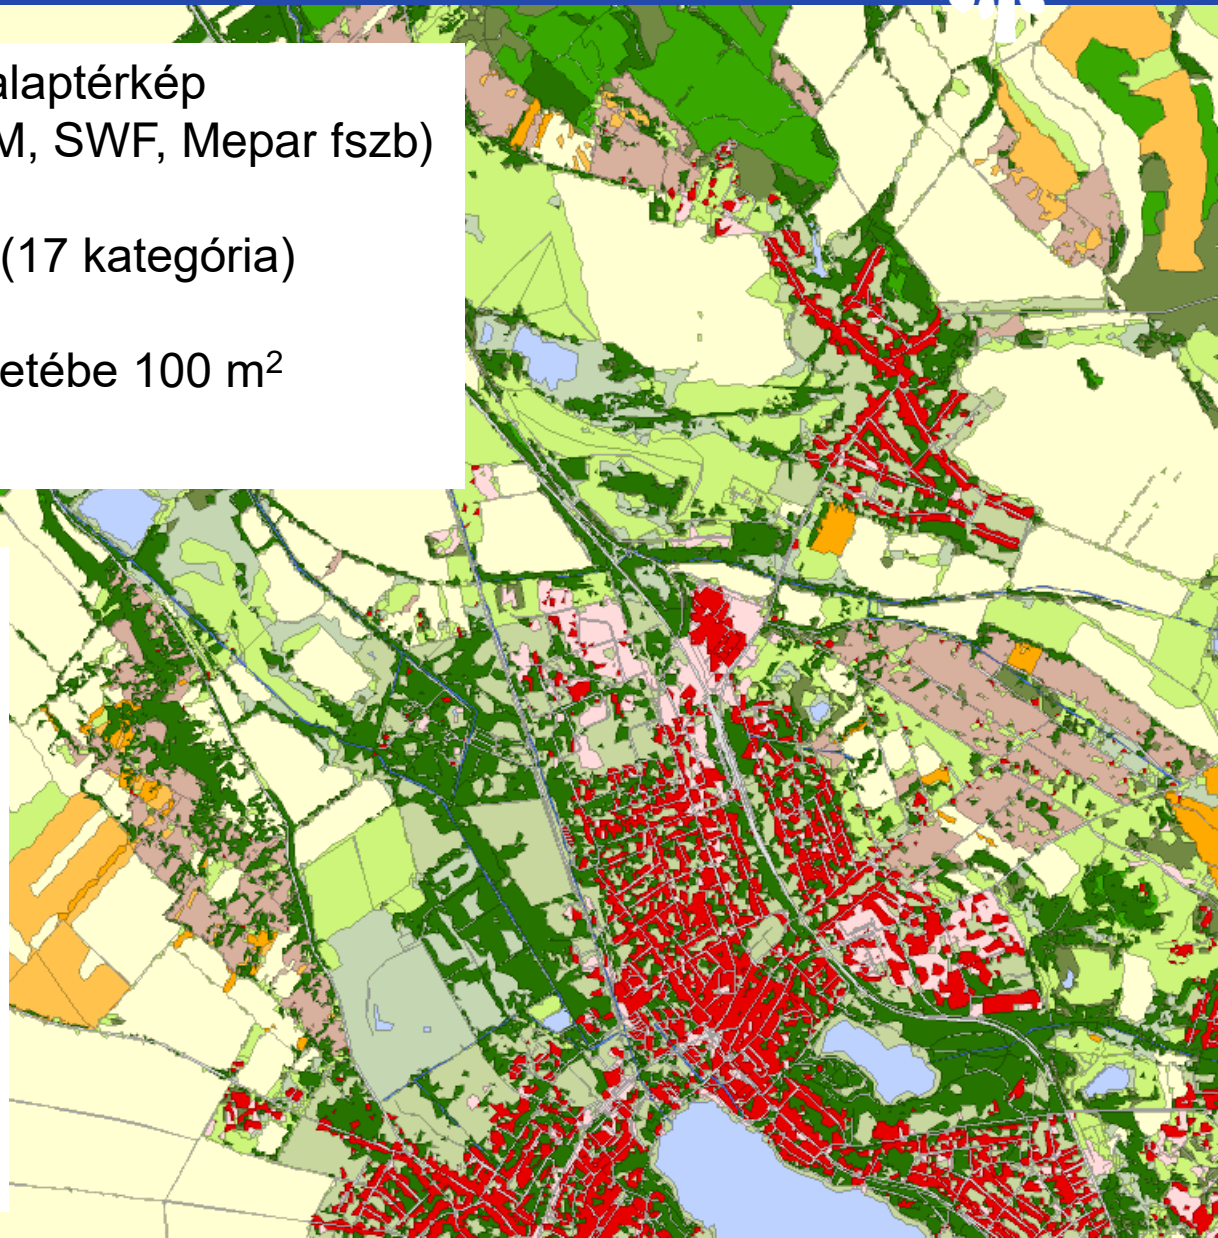 alaptérkép
M, SWF, Mepar fszb)
(17 kategória)
etébe 100 m²